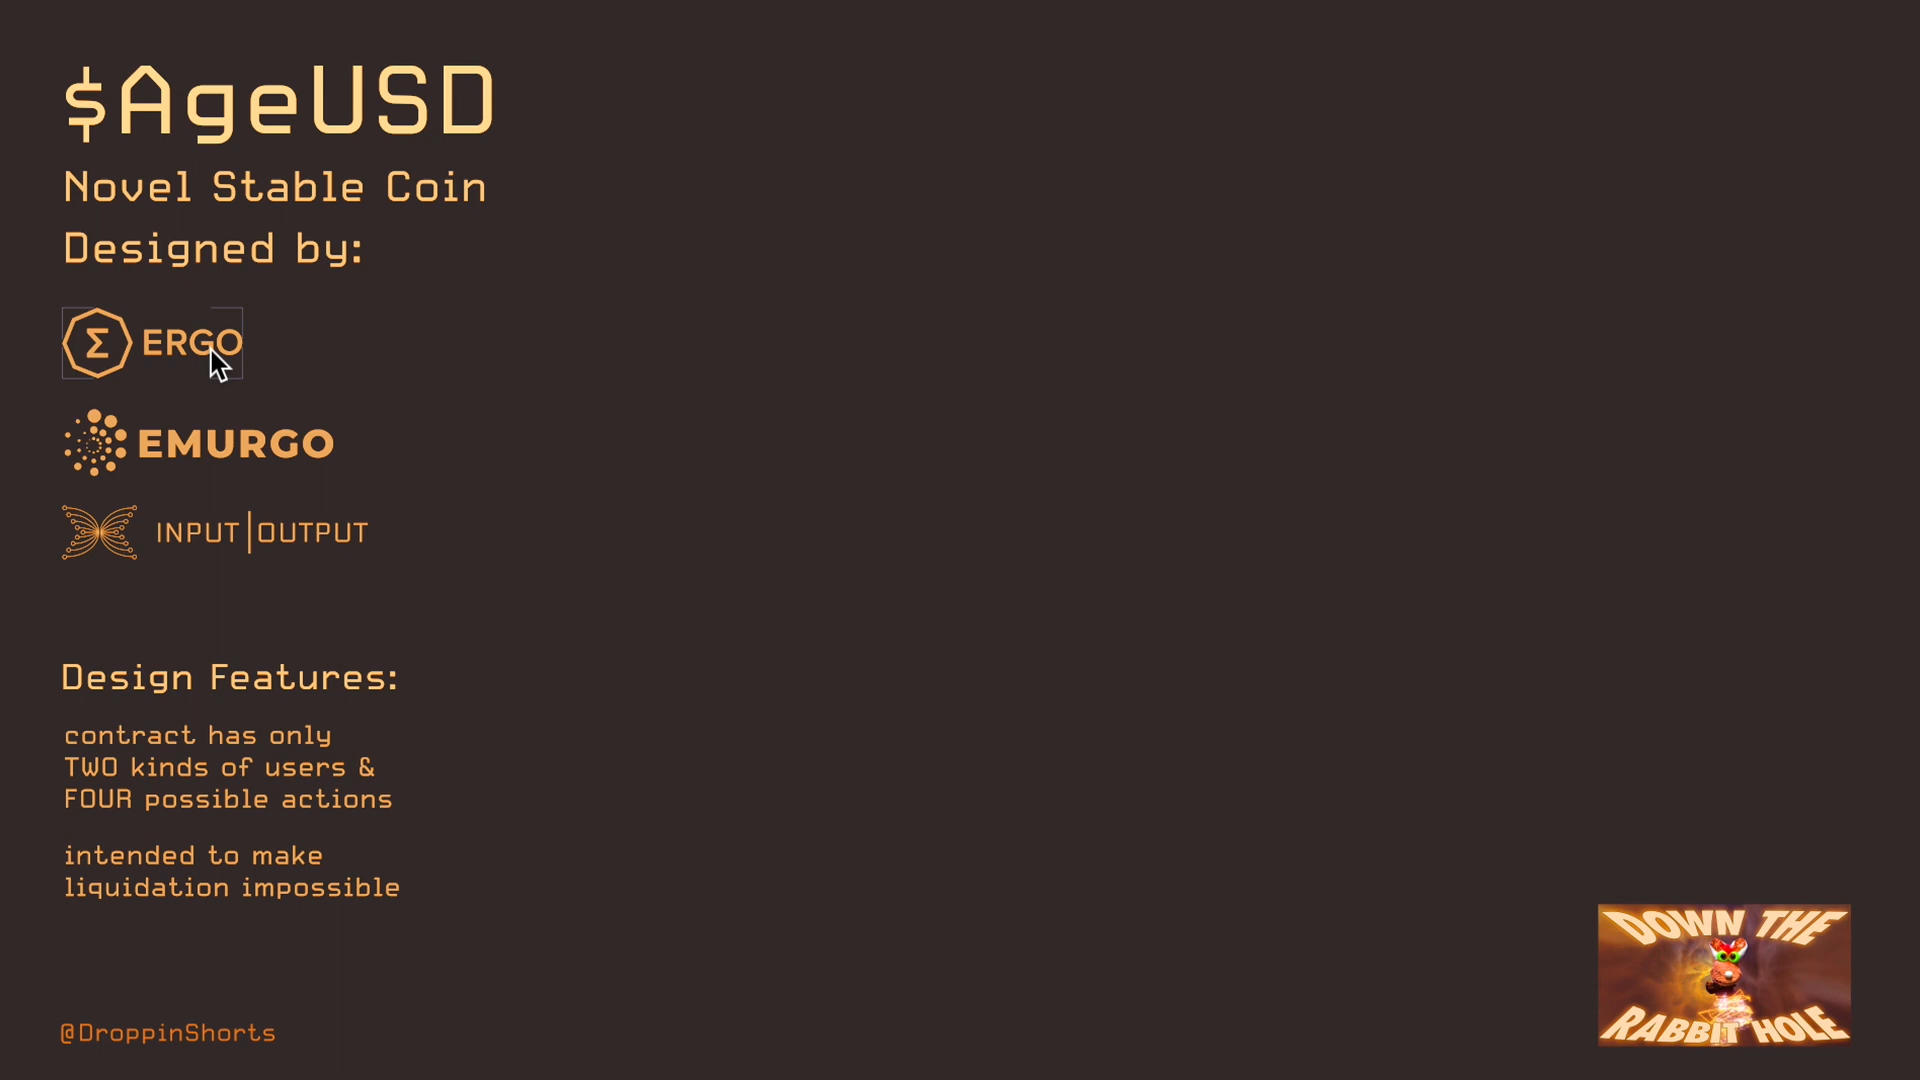 $AgeUSD
Novel Stable Coin
Designed by:
Σ ERGO
EMURGO
INPUT|OUTPUT
Design Features:
contract has only
TWO kinds of users &
FOUR possible actions
intended to make
liquidation impossible
@DroppinShorts
DOWN THE
RABBIT HOLE